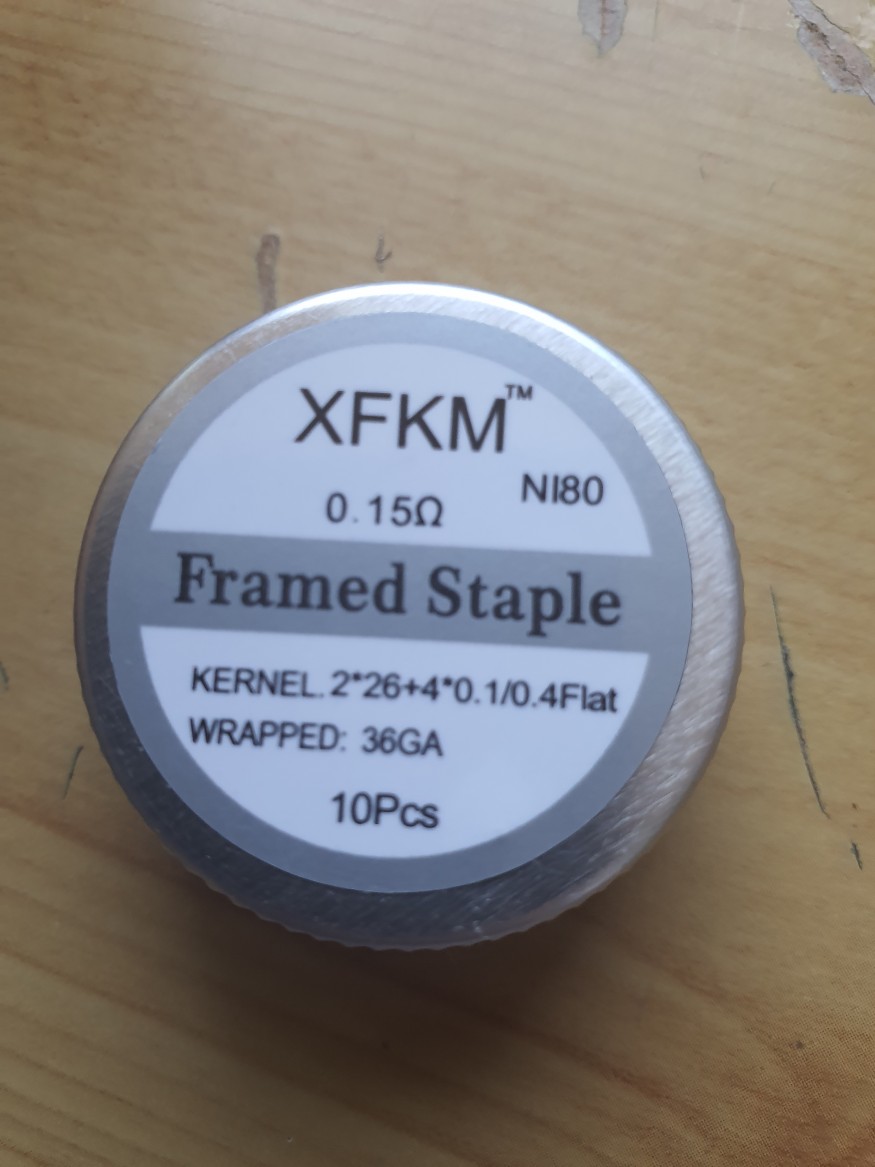 XFKM™
NI80
0.15Ω
Framed Staple
KERNEL. 2*26+4*0.1/0.4Flat
WRAPPED: 36GA
10Pcs